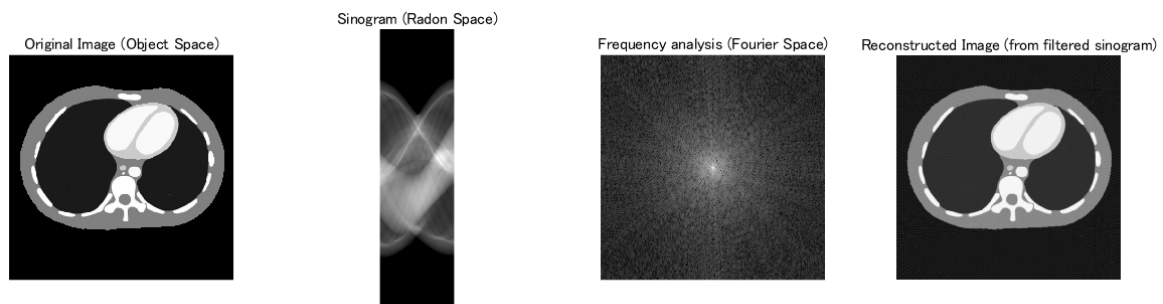 Original Image (Object Space)
Sinogram (Radon Space)
Frequency analysis (Fourier Space)
Reconstructed Image (from filtered sinogram)